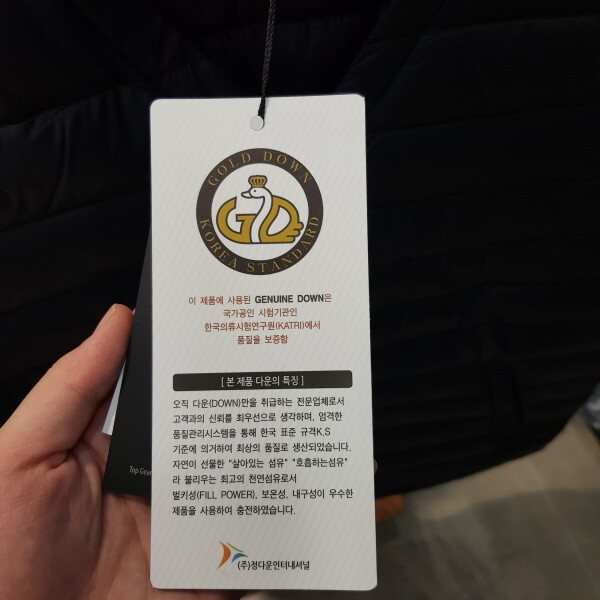 GOLD DOWN
GD
KOREA STANDARD
이 제품에 사용된 GENUINE DOWN은
국가공인 시험기관인
한국의류시험연구원(KATRI)에서
품질을 보증함
[ 본 제품 다운의 특징 ]
오직 다운(DOWN)만을 취급하는 전문업체로서
고객과의 신뢰를 최우선으로 생각하며, 엄격한
품질관리시스템을 통해 한국 표준 규격K.S
기준에 의거하여 최상의 품질로 생산되었습니다.
자연이 선물한 "살아있는 섬유" "호흡하는섬유"
라 불리우는 최고의 천연섬유로서
벌키성(FILL POWER), 보온성, 내구성이 우수한
제품을 사용하여 충전하였습니다.
(주)정다운인터내셔널
Top Gear